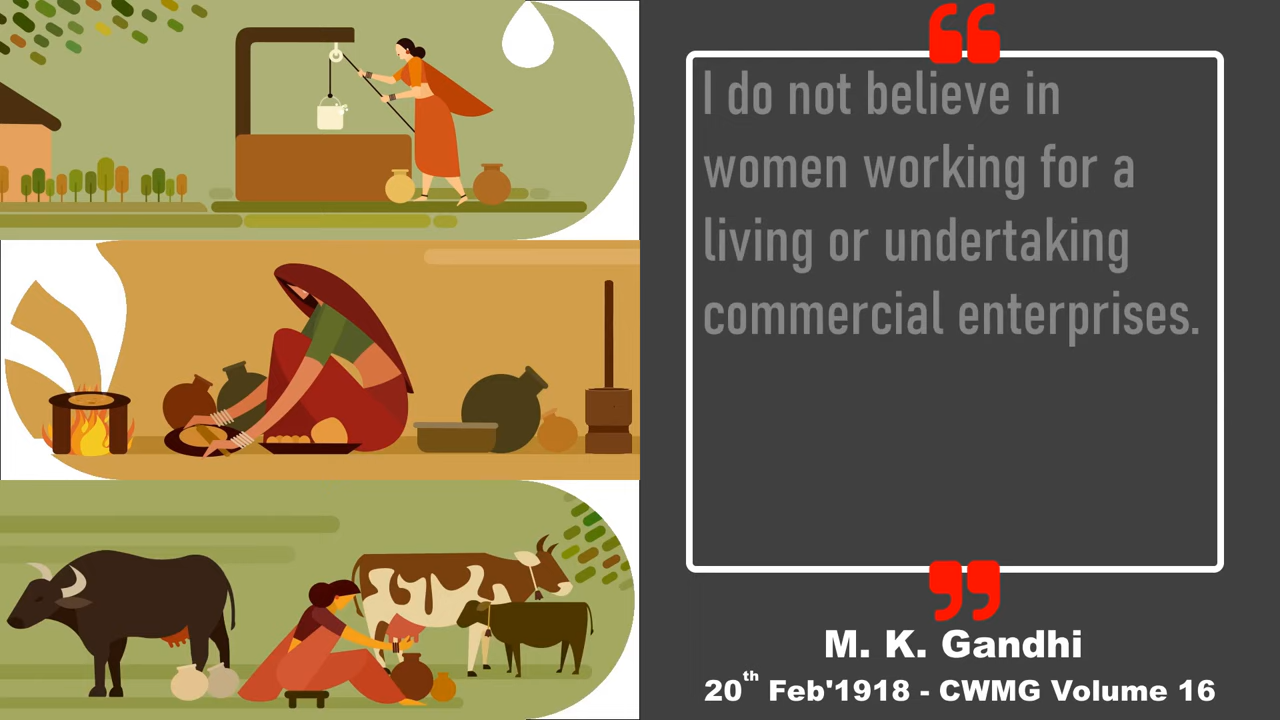 I do not believe in
women working for a
living or undertaking
commercial enterprises.
M. K. Gandhi
20th Feb'1918 - CWMG Volume 16